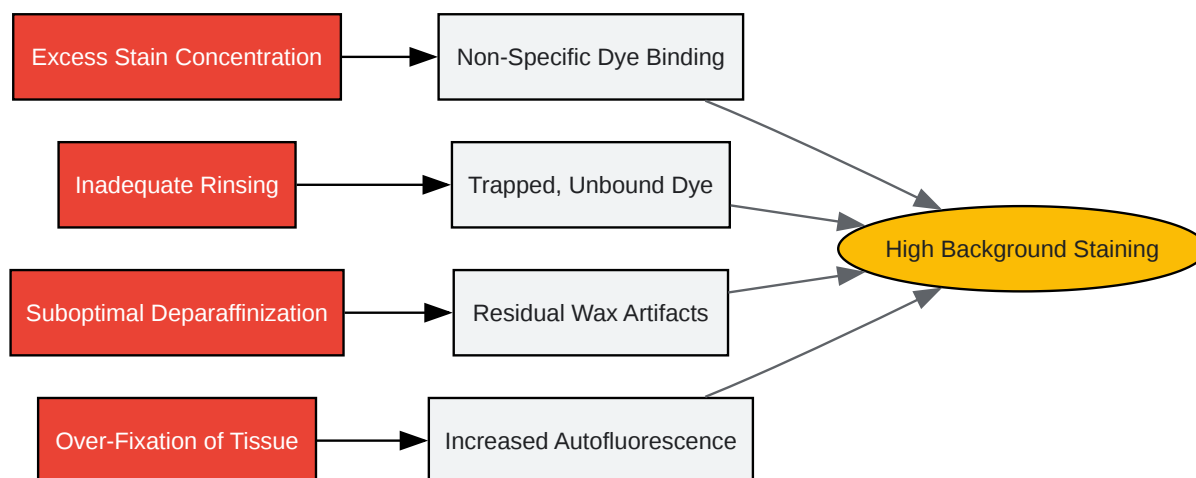 Excess Stain Concentration
Non-Specific Dye Binding
Inadequate Rinsing
Trapped, Unbound Dye
High Background Staining
Suboptimal Deparaffinization
Residual Wax Artifacts
Over-Fixation of Tissue
Increased Autofluorescence